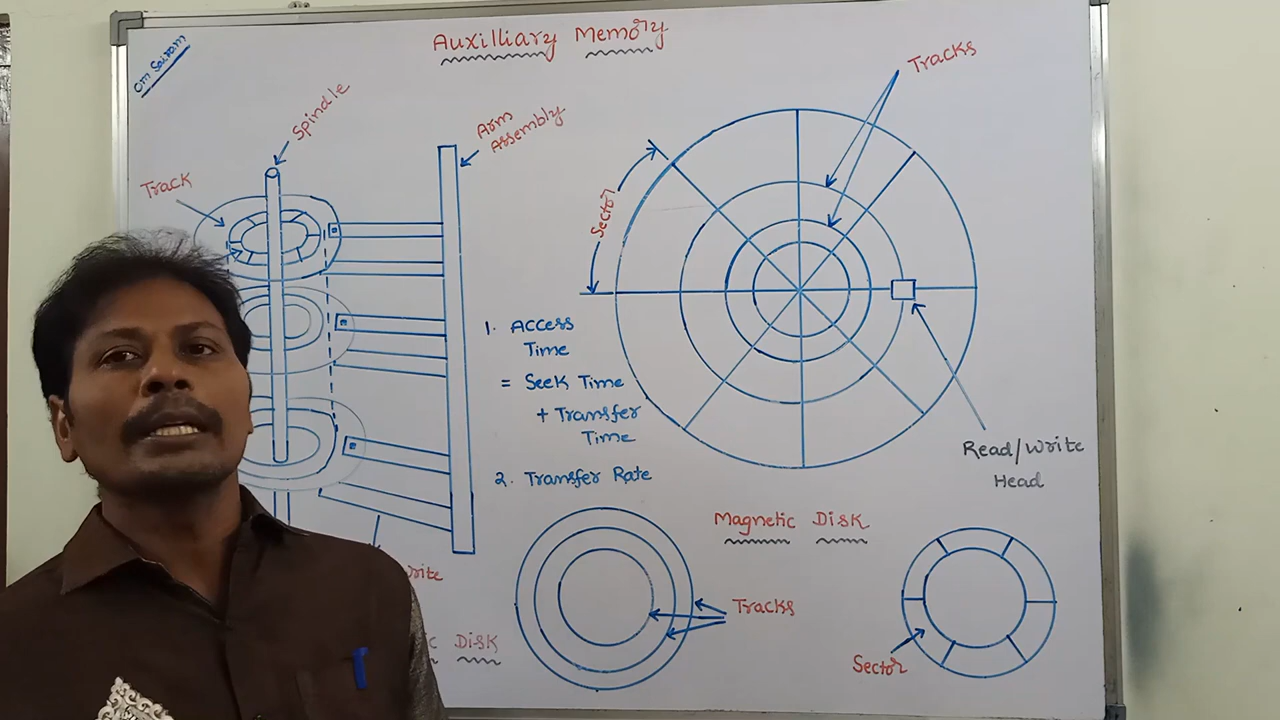 Auxilliary Memory
Om Sairam
Tracks
Spindle
Arm
Assembly
Track
Sector
1. Access
Time
= Seek Time
+ Transfer
Time
2. Transfer Rate
Read/Write
Head
Magnetic Disk
Tracks
Sector
Disk